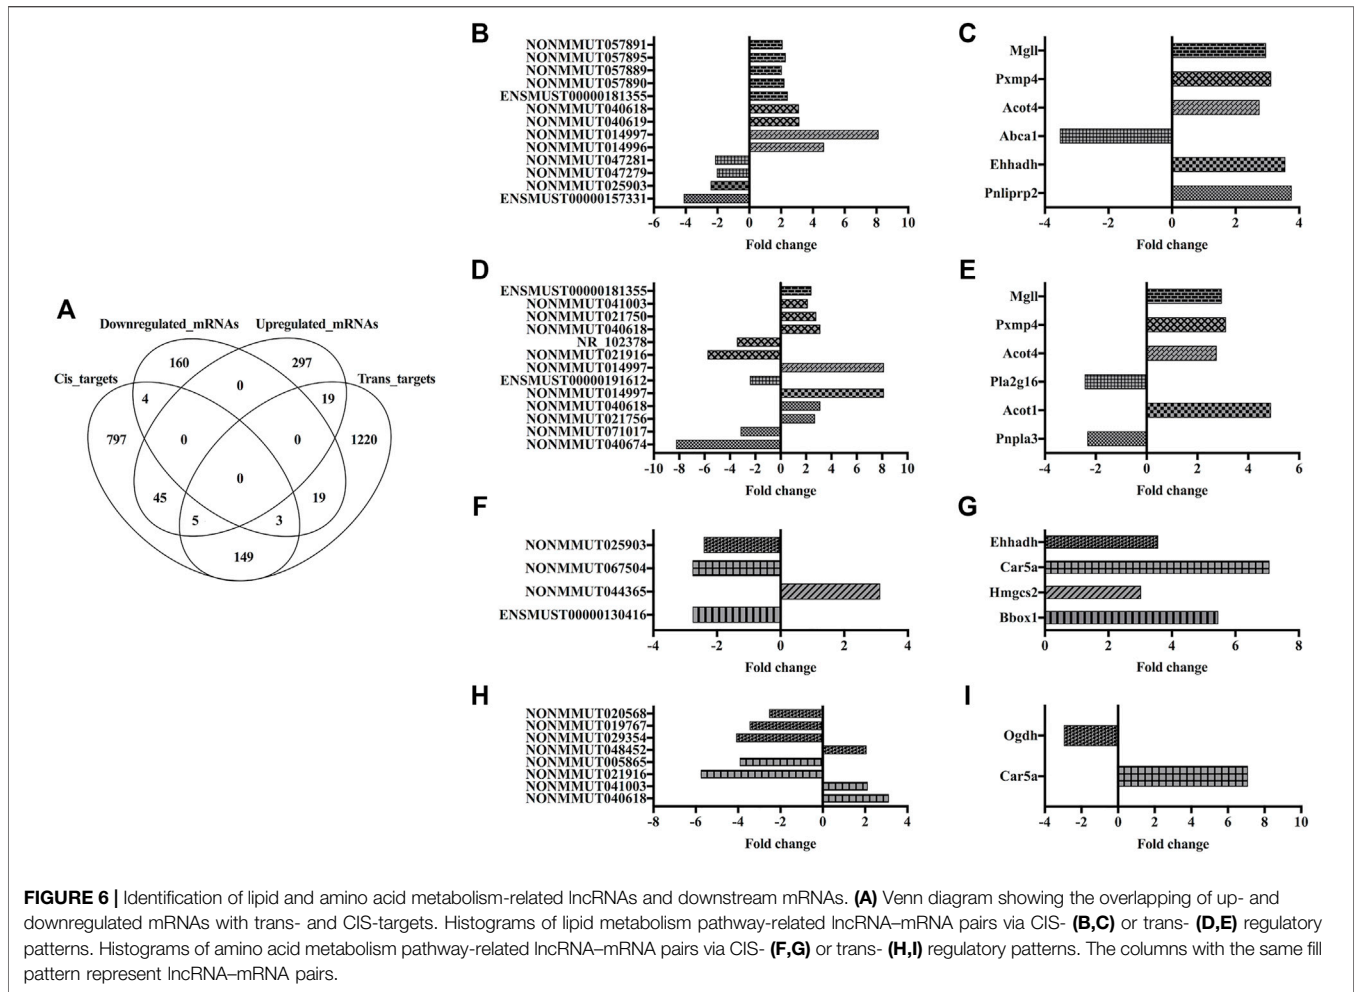 A
Downregulated_mRNAs Upregulated_mRNAs
Cis_targets Trans_targets
160 297
0
4 19
797 0 0 1220
0
45 19
5 3
149
B
NONMMUT057891
NONMMUT057895
NONMMUT057889
NONMMUT057890
ENSMUST00000181355
NONMMUT040618
NONMMUT040619
NONMMUT014997
NONMMUT014996
NONMMUT047281
NONMMUT047279
NONMMUT025903
ENSMUST00000157331
-6 -4 -2 0 2 4 6 8 10
Fold change
C
Mgll
Pxmp4
Acot4
Abca1
Ehhadh
Pnliprp2
-4 -2 0 2 4
Fold change
D
ENSMUST00000181355
NONMMUT041003
NONMMUT021750
NONMMUT040618
NR_102378
NONMMUT021916
NONMMUT014997
ENSMUST00000191612
NONMMUT014997
NONMMUT040618
NONMMUT021756
NONMMUT071017
NONMMUT040674
-10 -8 -6 -4 -2 0 2 4 6 8 10
Fold change
E
Mgll
Pxmp4
Acot4
Pla2g16
Acot1
Pnpla3
-4 -2 0 2 4 6
Fold change
F
NONMMUT025903
NONMMUT067504
NONMMUT044365
ENSMUST00000130416
-4 -2 0 2 4
Fold change
G
Ehhadh
Car5a
Hmgcs2
Bbox1
0 2 4 6 8
Fold change
H
NONMMUT020568
NONMMUT019767
NONMMUT029354
NONMMUT048452
NONMMUT005865
NONMMUT021916
NONMMUT041003
NONMMUT040618
-8 -6 -4 -2 0 2 4
Fold change
I
Ogdh
Car5a
-4 -2 0 2 4 6 8 10
Fold change
FIGURE 6 | Identification of lipid and amino acid metabolism-related lncRNAs and downstream mRNAs. (A) Venn diagram showing the overlapping of up- and
downregulated mRNAs with trans- and CIS-targets. Histograms of lipid metabolism pathway-related lncRNA–mRNA pairs via CIS- (B,C) or trans- (D,E) regulatory
patterns. Histograms of amino acid metabolism pathway-related lncRNA–mRNA pairs via CIS- (F,G) or trans- (H,I) regulatory patterns. The columns with the same fill
pattern represent lncRNA–mRNA pairs.